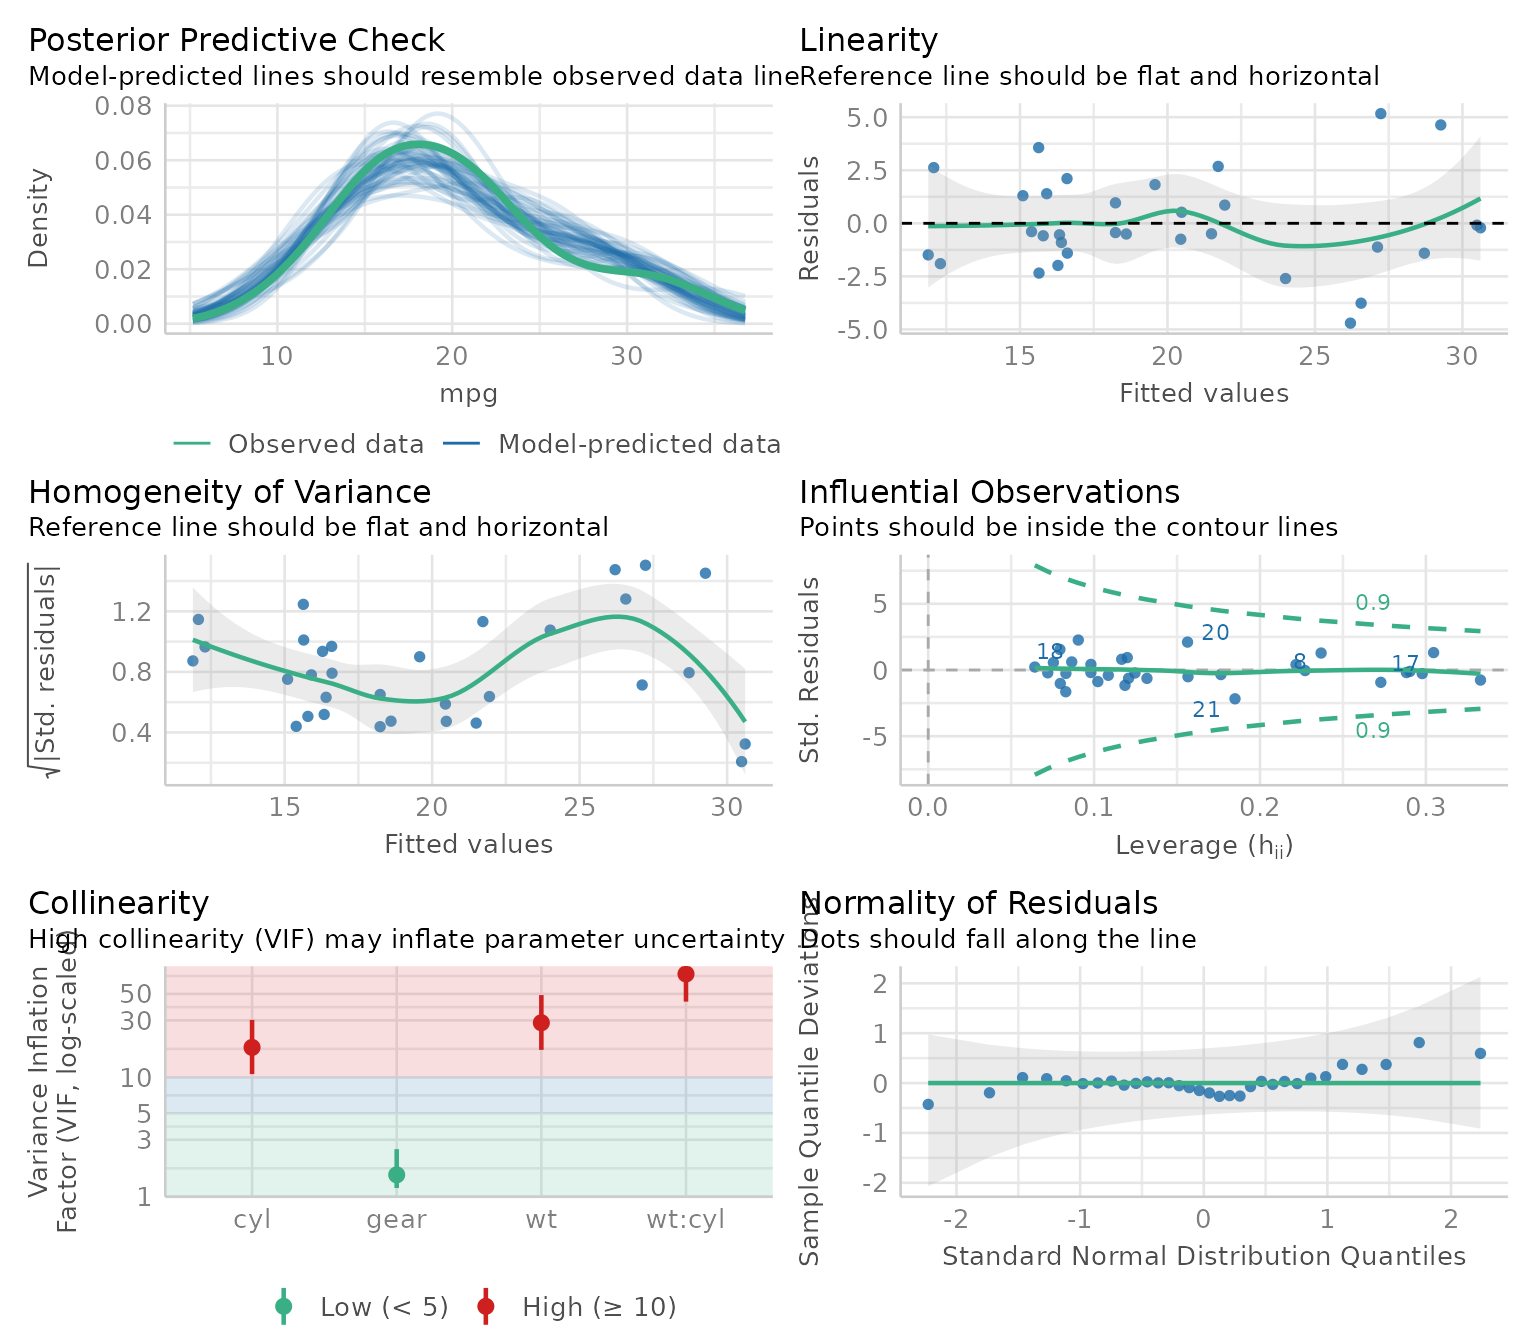 Posterior Predictive Check
Model-predicted lines should resemble observed data line
0.08
0.06
0.04
0.02
0.00
Density
10 20 30
mpg
Observed data Model-predicted data
Linearity
Reference line should be flat and horizontal
5.0
2.5
0.0
-2.5
-5.0
Residuals
15 20 25 30
Fitted values
Homogeneity of Variance
Reference line should be flat and horizontal
1.2
0.8
0.4
√|Std. residuals|
15 20 25 30
Fitted values
Influential Observations
Points should be inside the contour lines
5
0
-5
Std. Residuals
0.9
20
18
8
17
21
0.9
0.0 0.1 0.2 0.3
Leverage (hii)
Collinearity
High collinearity (VIF) may inflate parameter uncertainty
50
30
10
5
3
1
Variance Inflation
Factor (VIF, log-scaled)
cyl gear wt wt:cyl
Low (< 5) High (≥ 10)
Normality of Residuals
Dots should fall along the line
2
1
0
-1
-2
Sample Quantile Deviations
-2 -1 0 1 2
Standard Normal Distribution Quantiles